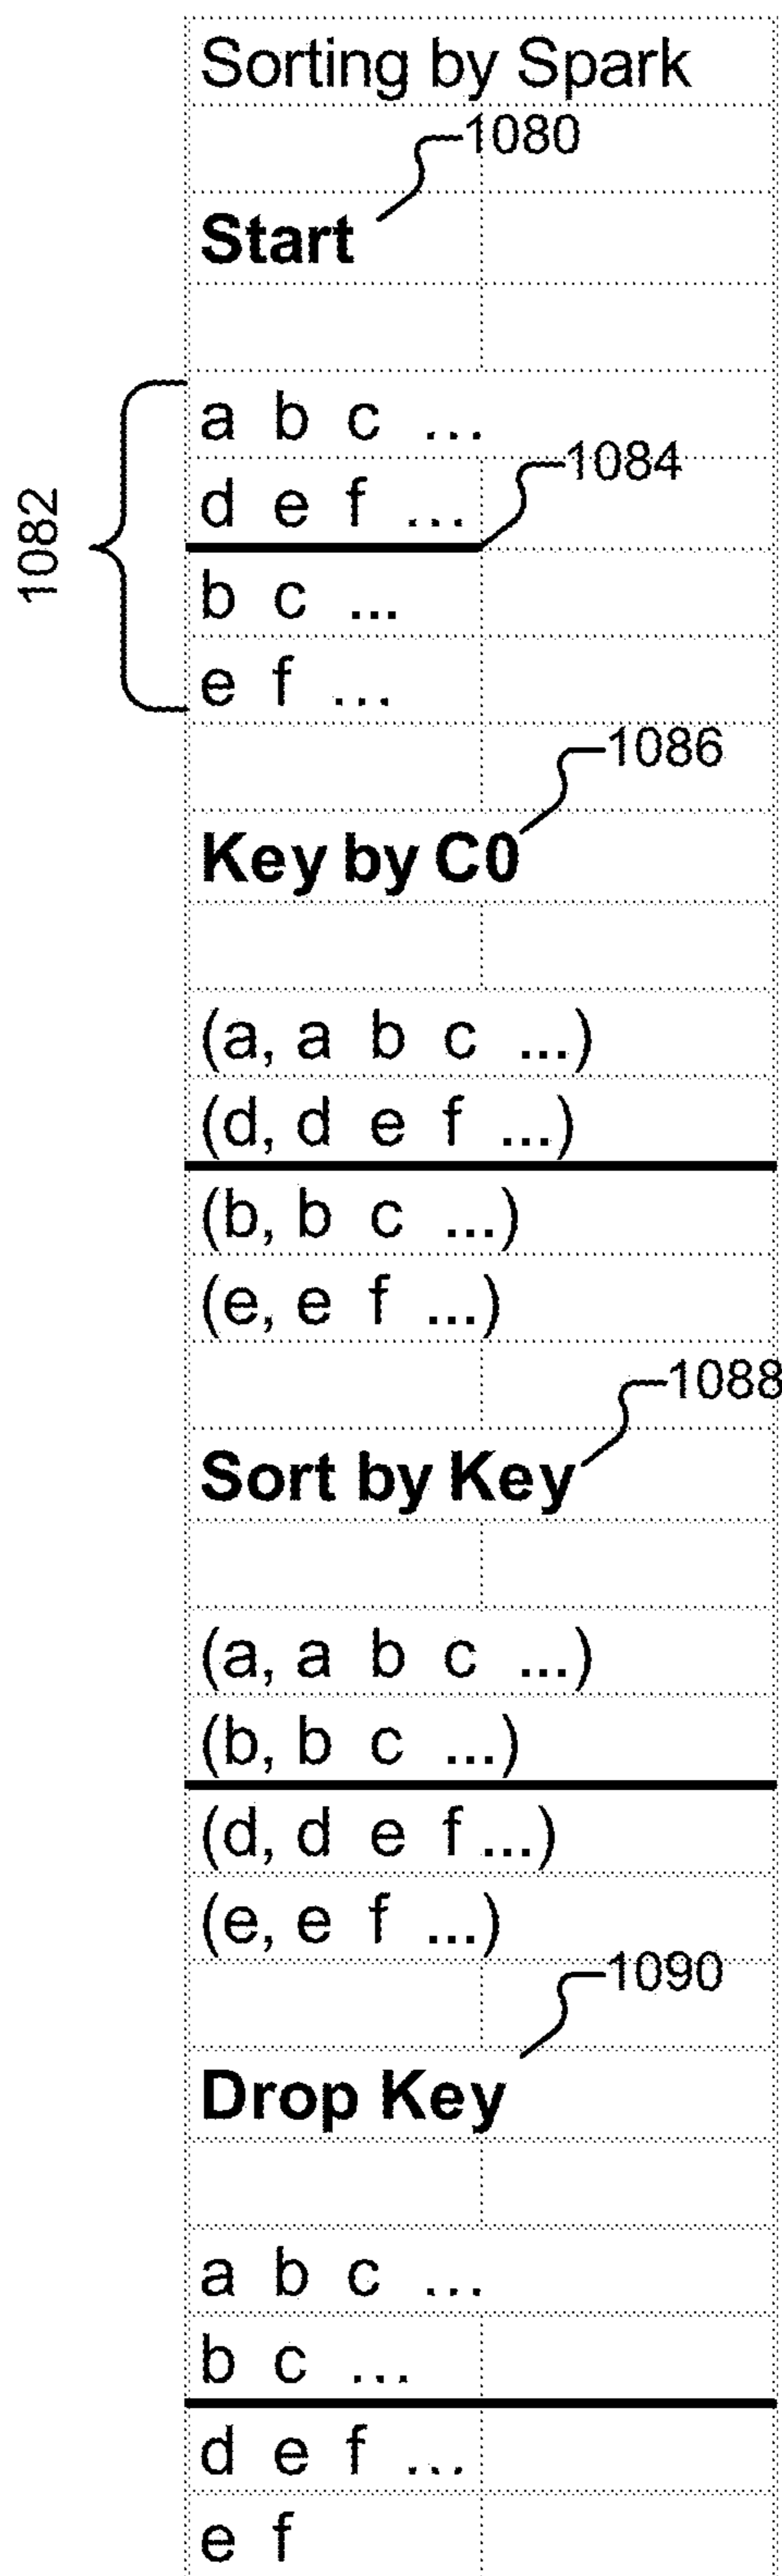 Sorting by Spark
1080
Start
1082
a b c ...
d e f ...
1084
b c ...
e f ...
1086
Key by C0
(a, a b c ...)
(d, d e f ...)
(b, b c ...)
(e, e f ...)
1088
Sort by Key
(a, a b c ...)
(b, b c ...)
(d, d e f ...)
(e, e f ...)
1090
Drop Key
a b c ...
b c ...
d e f ...
e f